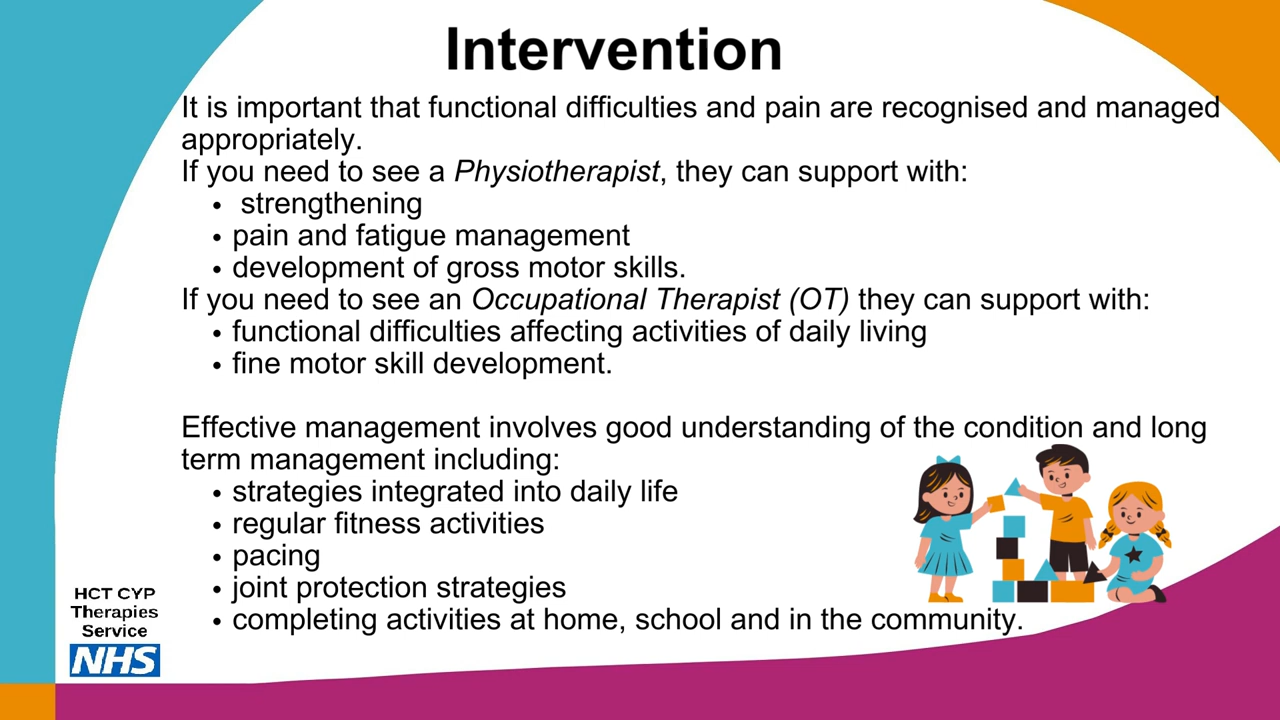 Intervention
It is important that functional difficulties and pain are recognised and managed
appropriately.
If you need to see a Physiotherapist, they can support with:
• strengthening
• pain and fatigue management
• development of gross motor skills.
If you need to see an Occupational Therapist (OT) they can support with:
• functional difficulties affecting activities of daily living
• fine motor skill development.
Effective management involves good understanding of the condition and long
term management including:
• strategies integrated into daily life
• regular fitness activities
• pacing
• joint protection strategies
• completing activities at home, school and in the community.
HCT CYP
Therapies
Service
NHS